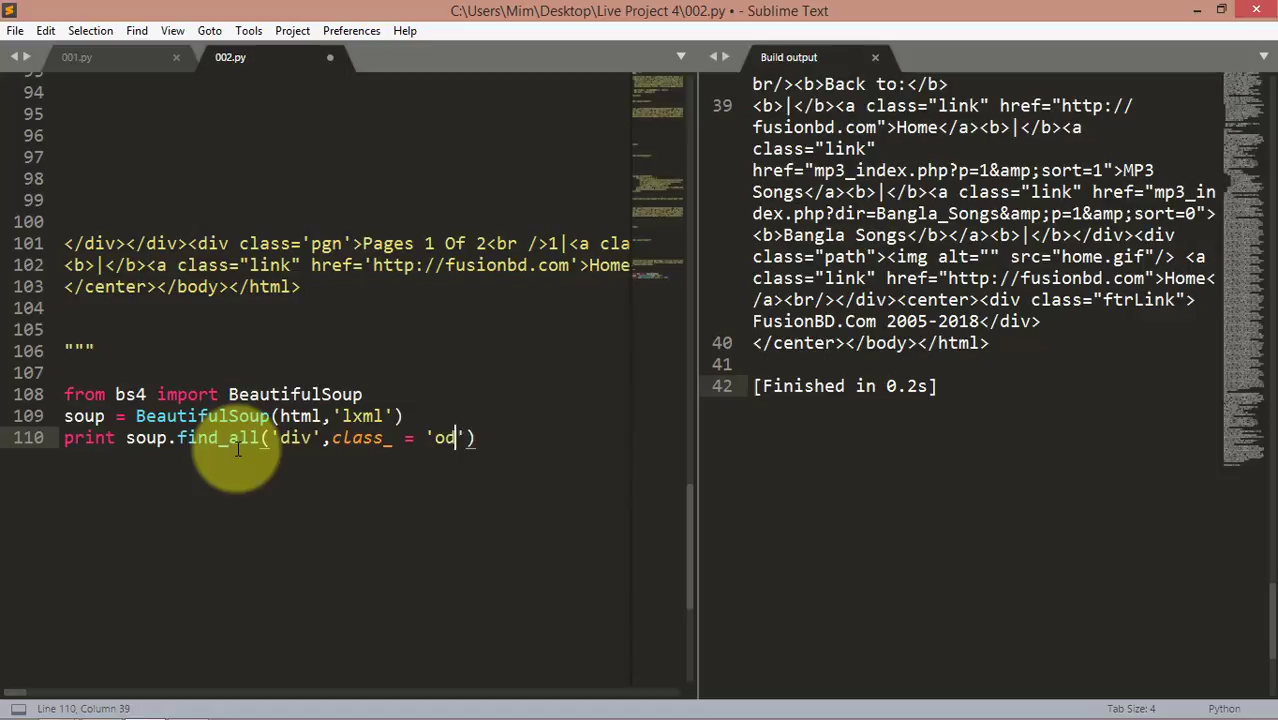 C:\Users\Mim\Desktop\Live Project 4\002.py • - Sublime Text
File Edit Selection Find View Goto Tools Project Preferences Help
001.py
002.py
94
95
96
97
98
99
100
101 </div></div><div class='pgn'>Pages 1 Of 2<br />1|<a cla
102 <b>|</b><a class="link" href='http://fusionbd.com'>Home
103 </center></body></html>
104
105
106 """
107
108 from bs4 import BeautifulSoup
109 soup = BeautifulSoup(html,'lxml')
110 print soup.find_all('div',class_ = 'od')
Build output
br/><b>Back to:</b>
39 <b>|</b><a class="link" href="http://
fusionbd.com">Home</a><b>|</b><a
class="link"
href="mp3_index.php?p=1&amp;sort=1">MP3
Songs</a><b>|</b><a class="link" href="mp3_in
dex.php?dir=Bangla_Songs&amp;p=1&amp;sort=0">
<b>Bangla Songs</b></a><b>|</b></div><div
class="path"><img alt="" src="home.gif"/> <a
class="link" href="http://fusionbd.com">Home<
/a><br/></div><center><div class="ftrLink">
FusionBD.Com 2005-2018</div>
40 </center></body></html>
41
42 [Finished in 0.2s]
Line 110, Column 39
Tab Size: 4
Python